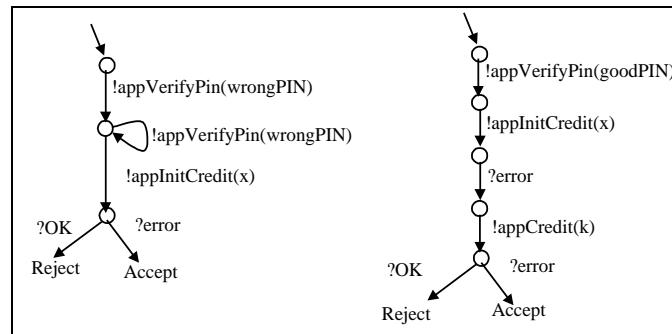 !appVerifyPin(wrongPIN)
!appVerifyPin(wrongPIN)
!appInitCredit(x)
?OK
?error
Reject
Accept
!appVerifyPin(goodPIN)
!appInitCredit(x)
?error
!appCredit(k)
?OK
?error
Reject
Accept